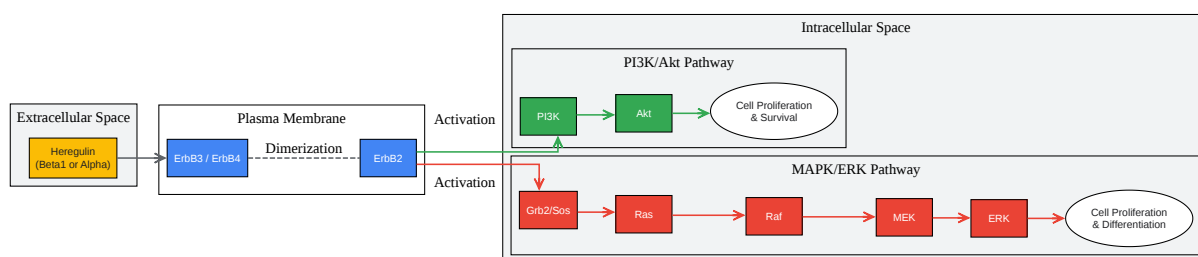 Extracellular Space
Heregulin
(Beta1 or Alpha)
Plasma Membrane
ErbB3 / ErbB4
Dimerization
ErbB2
Activation
Activation
Intracellular Space
PI3K/Akt Pathway
PI3K
Akt
Cell Proliferation
& Survival
MAPK/ERK Pathway
Grb2/Sos
Ras
Raf
MEK
ERK
Cell Proliferation
& Differentiation